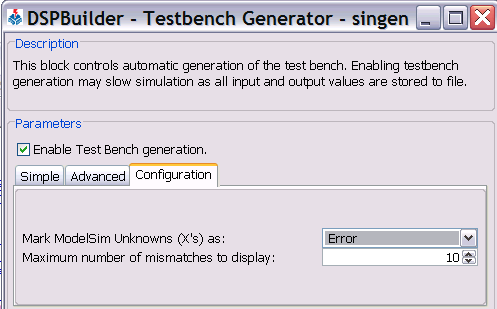 DSPBuilder - Testbench Generator - singen
Description
This block controls automatic generation of the test bench. Enabling testbench
generation may slow simulation as all input and output values are stored to file.
Parameters
Enable Test Bench generation.
Simple Advanced Configuration
Mark ModelSim Unknowns (X's) as: Error
Maximum number of mismatches to display: 10